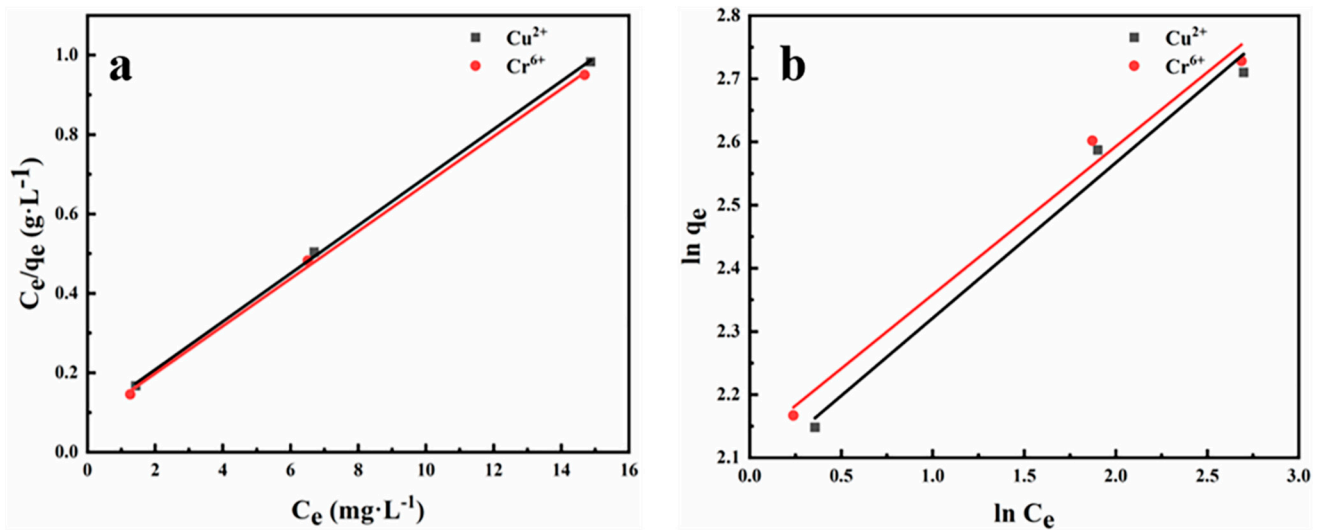 a
Cu²⁺
Cr⁶⁺
1.0
0.8
0.6
0.4
0.2
0.0
0 2 4 6 8 10 12 14 16
Cₑ/qₑ (g·L⁻¹)
Cₑ (mg·L⁻¹)
b
Cu²⁺
Cr⁶⁺
2.8
2.7
2.6
2.5
2.4
2.3
2.2
2.1
0.0 0.5 1.0 1.5 2.0 2.5 3.0
ln qₑ
ln Cₑ